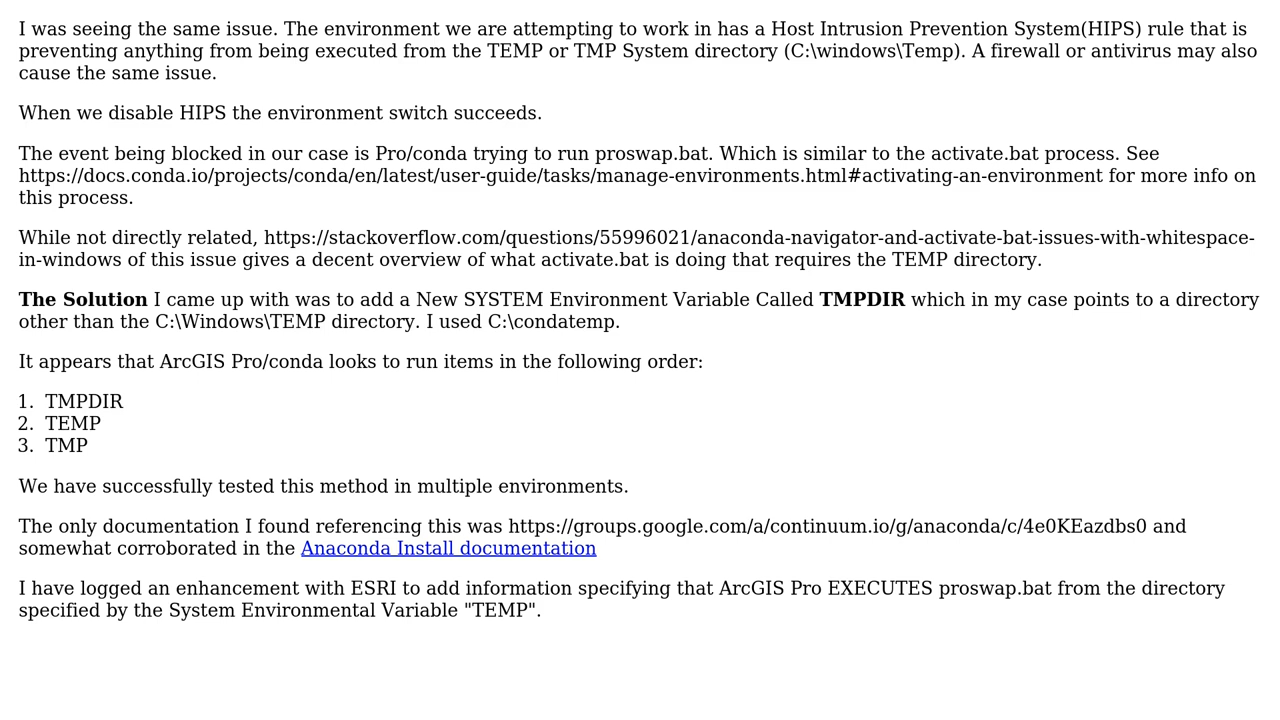 I was seeing the same issue. The environment we are attempting to work in has a Host Intrusion Prevention System(HIPS) rule that is
preventing anything from being executed from the TEMP or TMP System directory (C:\windows\Temp). A firewall or antivirus may also
cause the same issue.
When we disable HIPS the environment switch succeeds.
The event being blocked in our case is Pro/conda trying to run proswap.bat. Which is similar to the activate.bat process. See
https://docs.conda.io/projects/conda/en/latest/user-guide/tasks/manage-environments.html#activating-an-environment for more info on
this process.
While not directly related, https://stackoverflow.com/questions/55996021/anaconda-navigator-and-activate-bat-issues-with-whitespace-
in-windows of this issue gives a decent overview of what activate.bat is doing that requires the TEMP directory.
The Solution I came up with was to add a New SYSTEM Environment Variable Called TMPDIR which in my case points to a directory
other than the C:\Windows\TEMP directory. I used C:\condatemp.
It appears that ArcGIS Pro/conda looks to run items in the following order:
1. TMPDIR
2. TEMP
3. TMP
We have successfully tested this method in multiple environments.
The only documentation I found referencing this was https://groups.google.com/a/continuum.io/g/anaconda/c/4e0KEazdbs0 and
somewhat corroborated in the Anaconda Install documentation
I have logged an enhancement with ESRI to add information specifying that ArcGIS Pro EXECUTES proswap.bat from the directory
specified by the System Environmental Variable "TEMP".